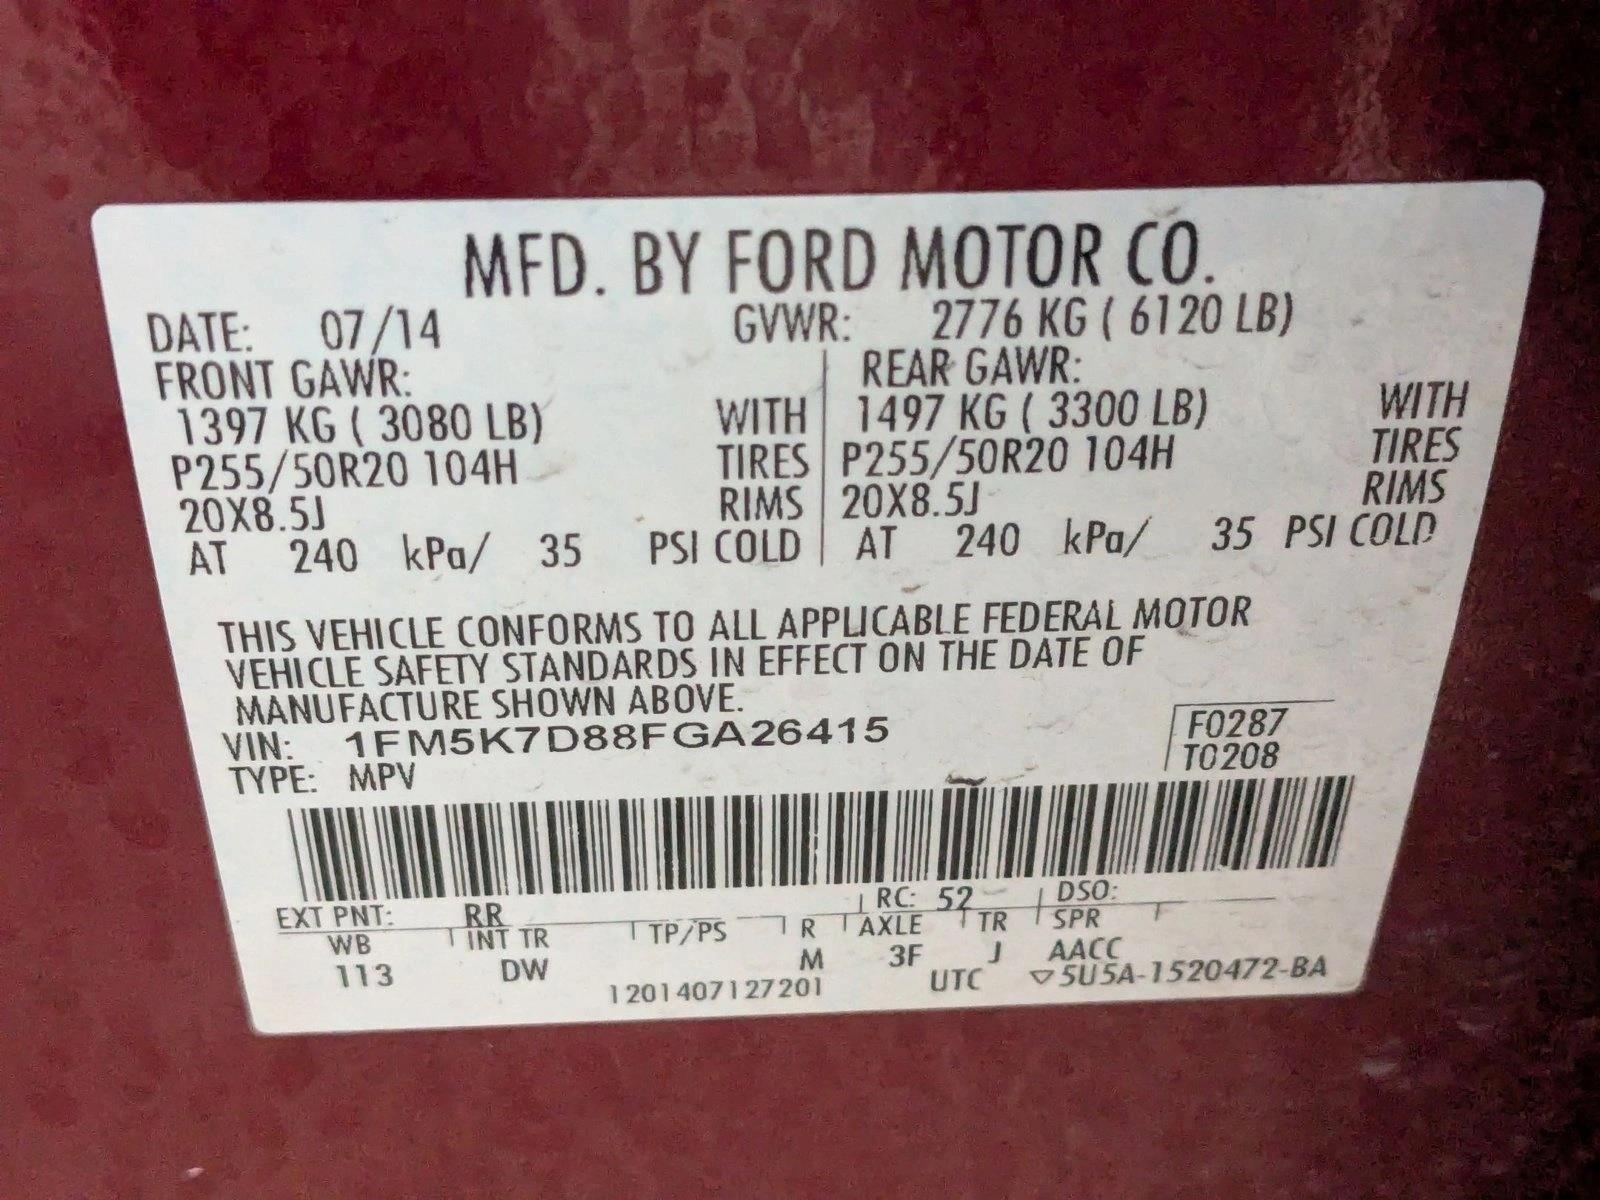 MFD. BY FORD MOTOR CO.
DATE: 07/14 GVWR: 2776 KG ( 6120 LB)
FRONT GAWR: REAR GAWR:
1397 KG ( 3080 LB) WITH 1497 KG ( 3300 LB) WITH
P255/50R20 104H TIRES P255/50R20 104H TIRES
20X8.5J RIMS 20X8.5J RIMS
AT 240 kPa/ 35 PSI COLD AT 240 kPa/ 35 PSI COLD
THIS VEHICLE CONFORMS TO ALL APPLICABLE FEDERAL MOTOR
VEHICLE SAFETY STANDARDS IN EFFECT ON THE DATE OF
MANUFACTURE SHOWN ABOVE.
VIN: 1FM5K7D88FGA26415 F0287
TYPE: MPV T0208
EXT PNT: RR RC: 52 DSO:
WB INT TR TP/PS R AXLE TR SPR
113 DW M 3F J AACC
1201407127201 UTC ▽5U5A-1520472-BA